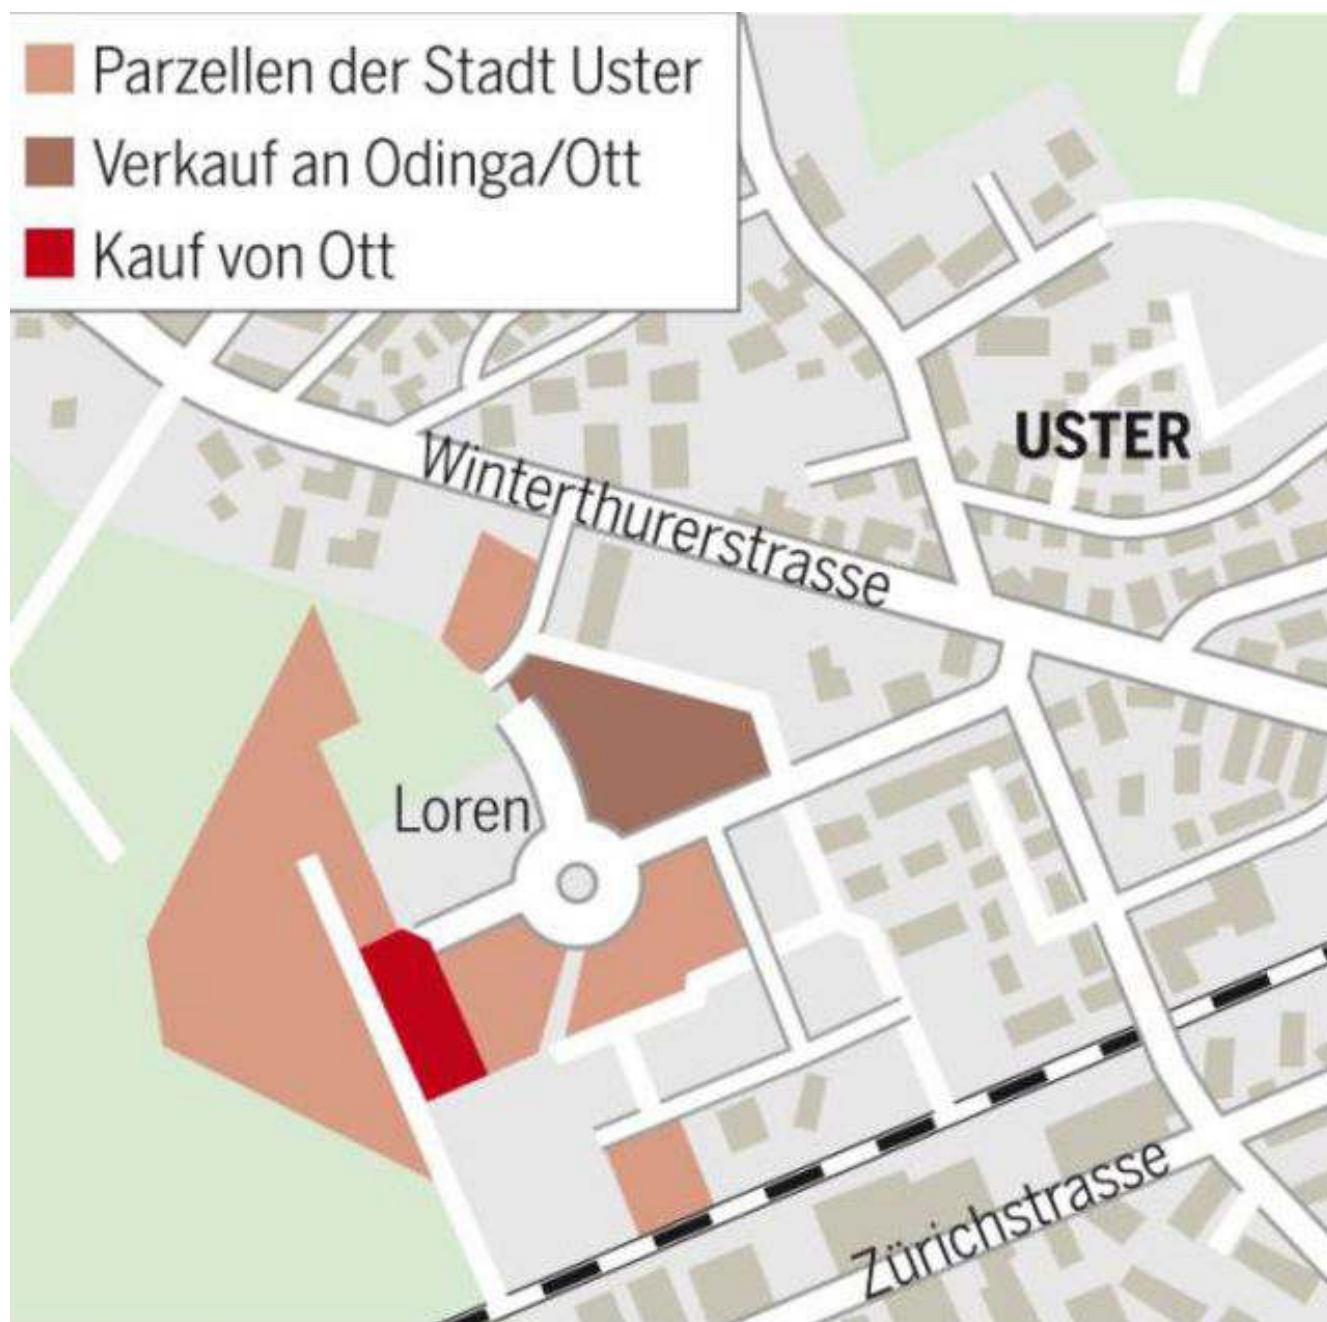 Parzellen der Stadt Uster
Verkauf an Odinga/Ott
Kauf von Ott
USTER
Winterthurerstrasse
Loren
Zürichstrasse